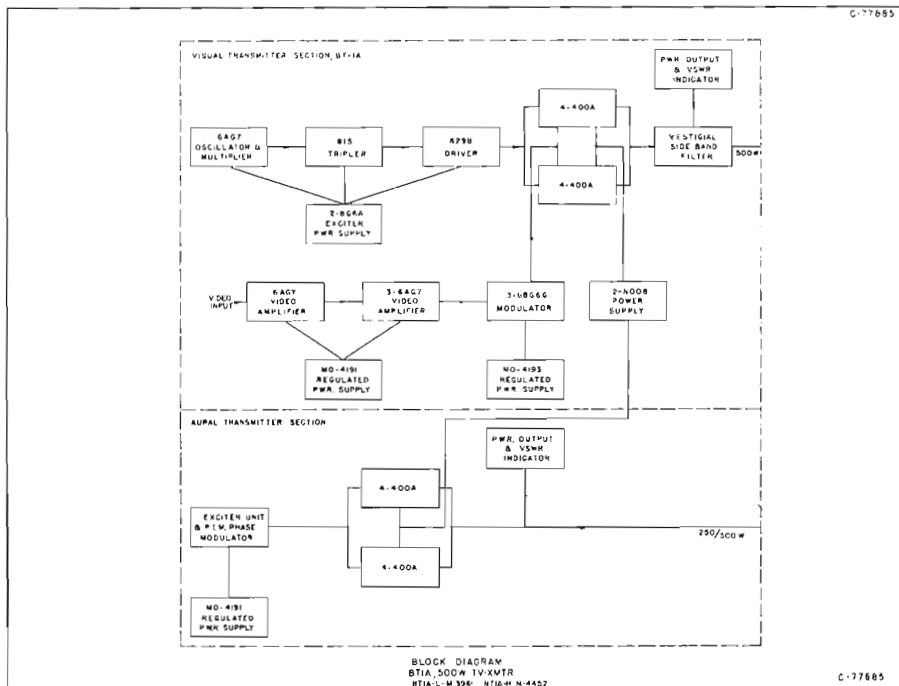 C-77885
VISUAL TRANSMITTER SECTION, BT-1A
PWR OUTPUT
& VSWR
INDICATOR
6AG7
OSCILLATOR &
MULTIPLIER
815
TRIPLER
829B
DRIVER
4-400A
4-400A
VESTIGIAL
SIDE BAND
FILTER
500W
2-866A
EXCITER
PWR SUPPLY
VIDEO
INPUT
6AG7
VIDEO
AMPLIFIER
3-6AG7
VIDEO
AMPLIFIER
3-6BG6G
MODULATOR
POWER
SUPPLY
MO-4191
REGULATED
PWR. SUPPLY
MO-4193
REGULATED
PWR SUPPLY
AURAL TRANSMITTER SECTION
PWR. OUTPUT
& VSWR
INDICATOR
4-400A
4-400A
EXCITER UNIT
& PHASE
MODULATOR
250/500W
MO-4191
REGULATED
PWR SUPPLY
BLOCK DIAGRAM
BT1A, 500W TV-XMTR
C-77885